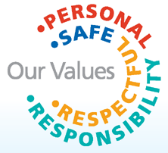 •PERSONAL
•SAFE
Our Values
RESPECTFUL
•RESPONSIBILITY